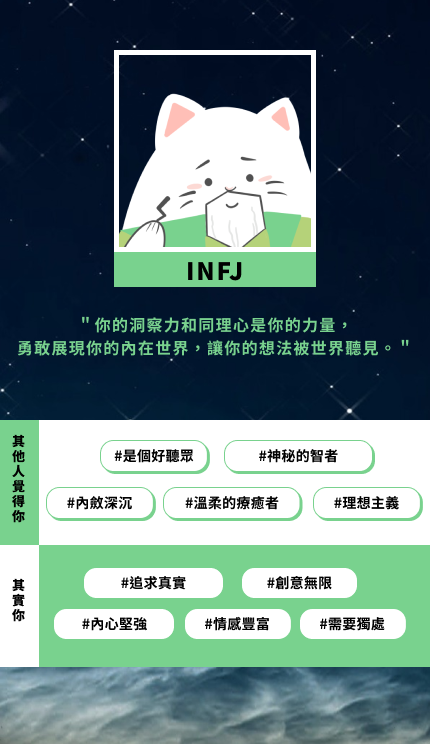 INFJ
＂你的洞察力和同理心是你的力量，
勇敢展現你的內在世界，讓你的想法被世界聽見。＂
其他人覺得你
#是個好聽眾
#神秘的智者
#內斂深沉
#溫柔的療癒者
#理想主義
其實你
#追求真實
#創意無限
#內心堅強
#情感豐富
#需要獨處